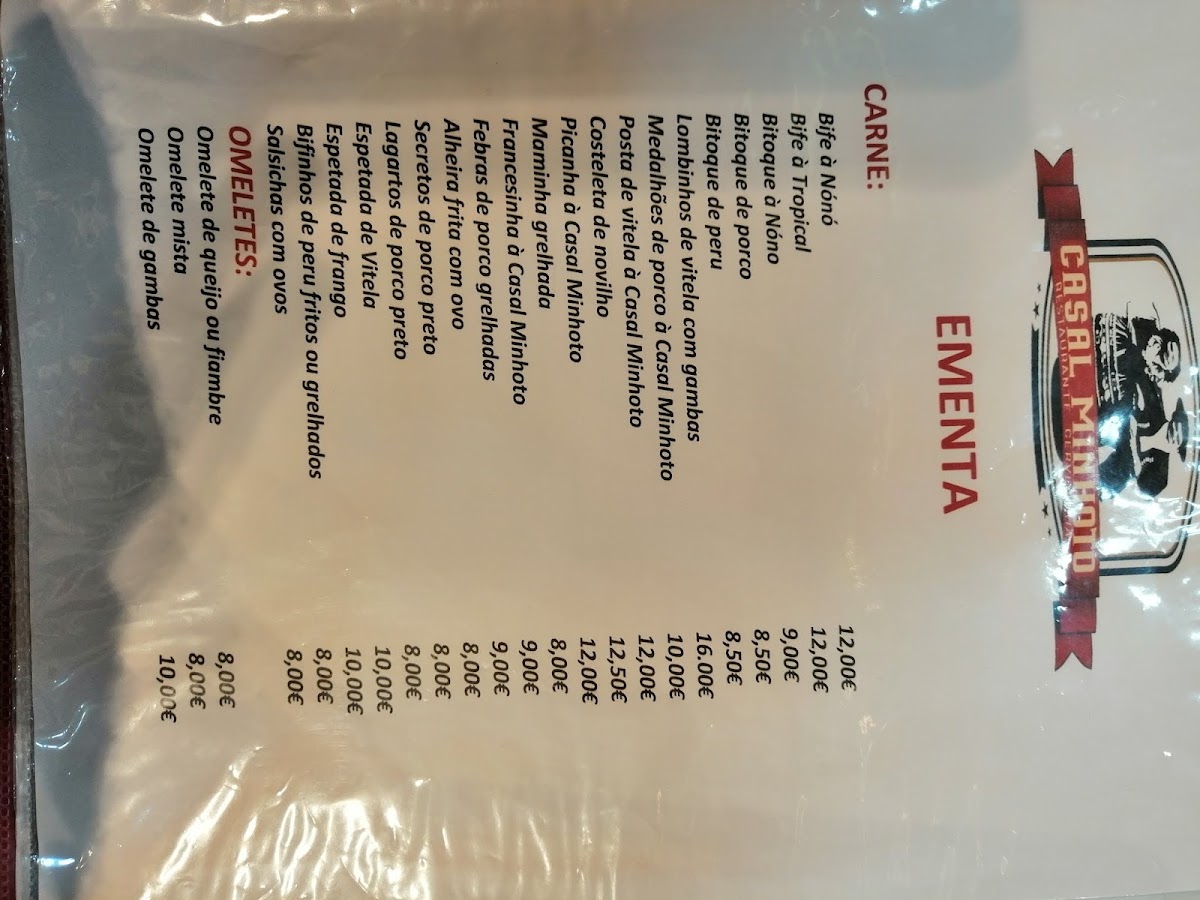 CASAL MINHOTO
RESTAURANTE
EMENTA
CARNE:
Bife à Nónó 12,00€
Bife à Tropical 12,00€
Bitoque à Nóno 9,00€
Bitoque de porco 8,50€
Bitoque de peru 8,50€
Lombinhos de vitela com gambas 16.00€
Medalhões de porco à Casal Minhoto 10,00€
Posta de vitela à Casal Minhoto 12,00€
Costeleta de novilho 12,50€
Picanha à Casal Minhoto 12,00€
Maminha grelhada 8,00€
Francesinha à Casal Minhoto 9,00€
Febras de porco grelhadas 9,00€
Alheira frita com ovo 8,00€
Secretos de porco preto 8,00€
Lagartos de porco preto 8,00€
Espetada de Vitela 10,00€
Espetada de frango 10,00€
Bifinhos de peru fritos ou grelhados 8,00€
Salsichas com ovos 8,00€
OMELETES:
Omelete de queijo ou fiambre 8,00€
Omelete mista 8,00€
Omelete de gambas 10,00€